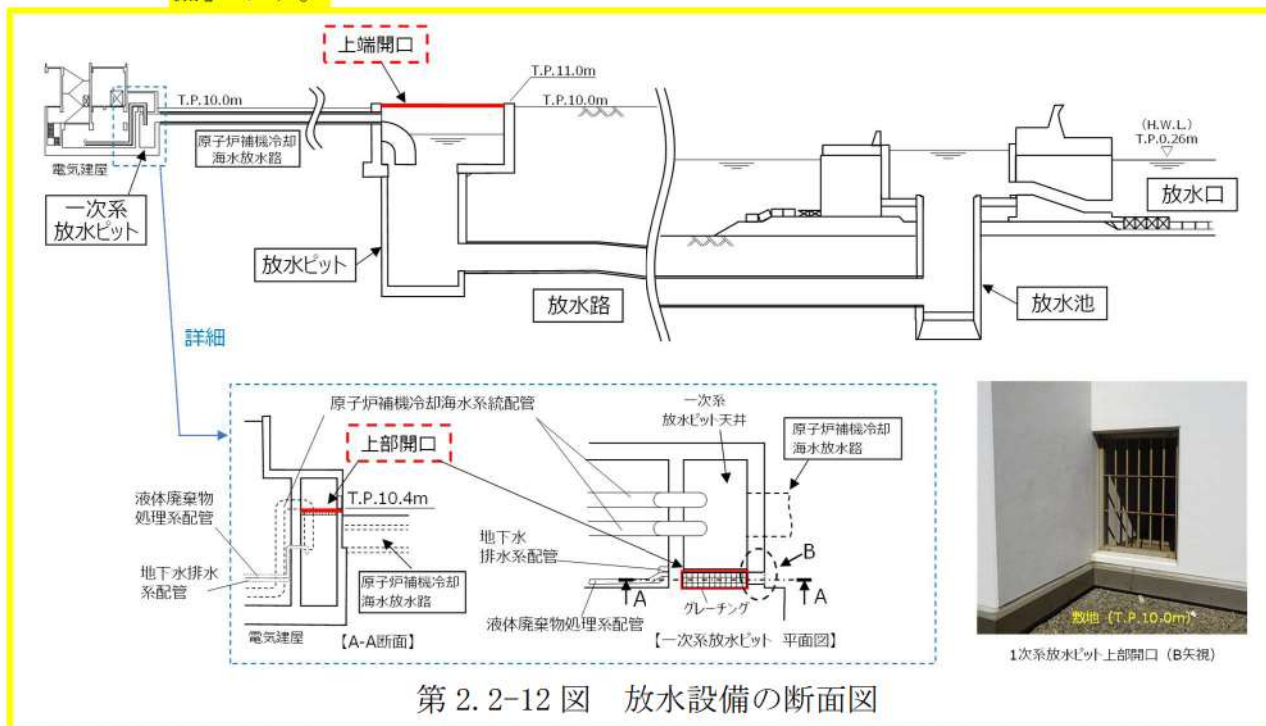 上端開口
T.P.11.0m
T.P.10.0m
T.P.10.0m
原子炉補機冷却
海水放水路
電気建屋
一次系
放水ピット
放水ピット
放水路
(H.W.L.)
T.P.0.26m
放水口
放水池
詳細
原子炉補機冷却海水系統配管
上部開口
T.P.10.4m
液体廃棄物
処理系配管
地下水排水
系配管
原子炉補機冷却
海水放水路
電気建屋
【A-A断面】
一次系
放水ピット天井
原子炉補機冷却
海水放水路
地下水
排水系配管
B
A
A
グレーチング
液体廃棄物処理系配管
【一次系放水ピット 平面図】
敷地 (T.P.10.0m)
1次系放水ピット上部開口（B矢視）
第 2.2-12 図 放水設備の断面図